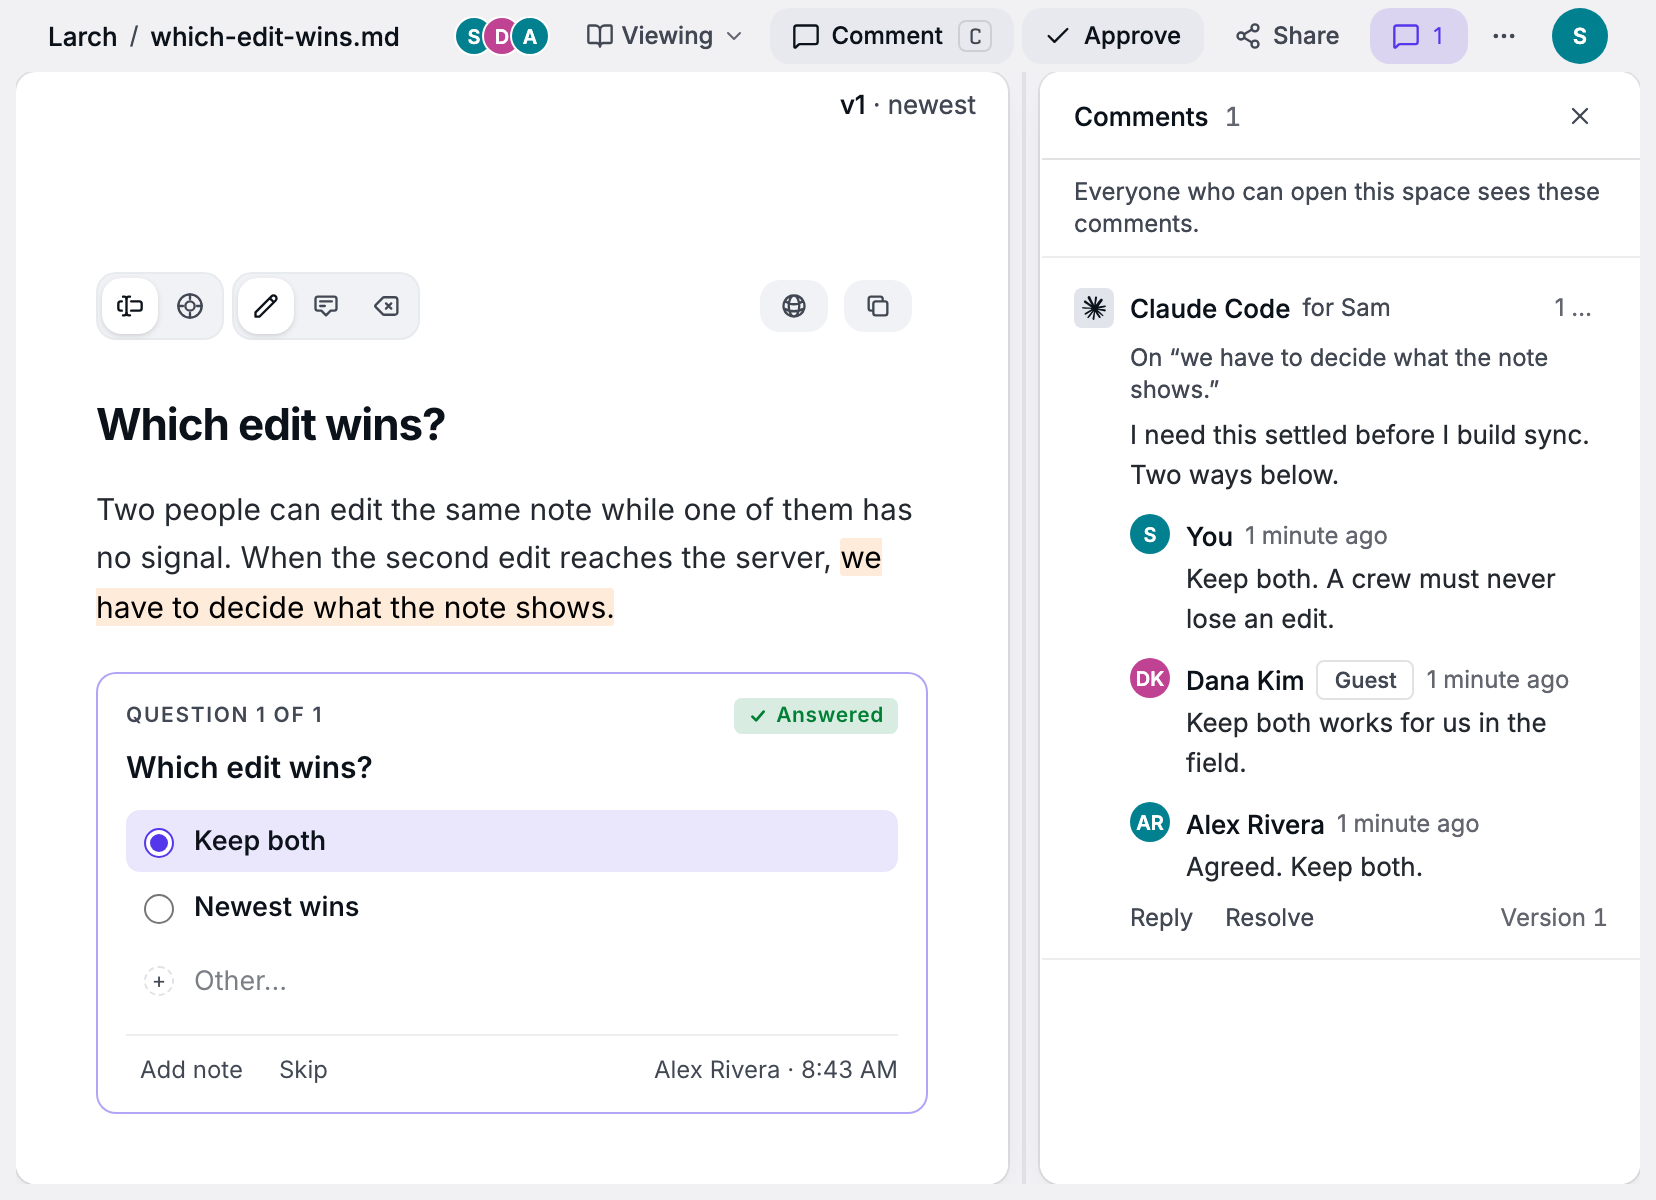 Larch / which-edit-wins.md
S D A
Viewing
Comment C
Approve
Share
1
S
v1 · newest
Which edit wins?
Two people can edit the same note while one of them has
no signal. When the second edit reaches the server, we
have to decide what the note shows.
QUESTION 1 OF 1
Answered
Which edit wins?
Keep both
Newest wins
Other...
Add note Skip
Alex Rivera · 8:43 AM
Comments 1
Everyone who can open this space sees these
comments.
Claude Code for Sam 1 ...
On “we have to decide what the note
shows.”
I need this settled before I build sync.
Two ways below.
S You 1 minute ago
Keep both. A crew must never
lose an edit.
DK Dana Kim Guest 1 minute ago
Keep both works for us in the
field.
AR Alex Rivera 1 minute ago
Agreed. Keep both.
Reply Resolve Version 1